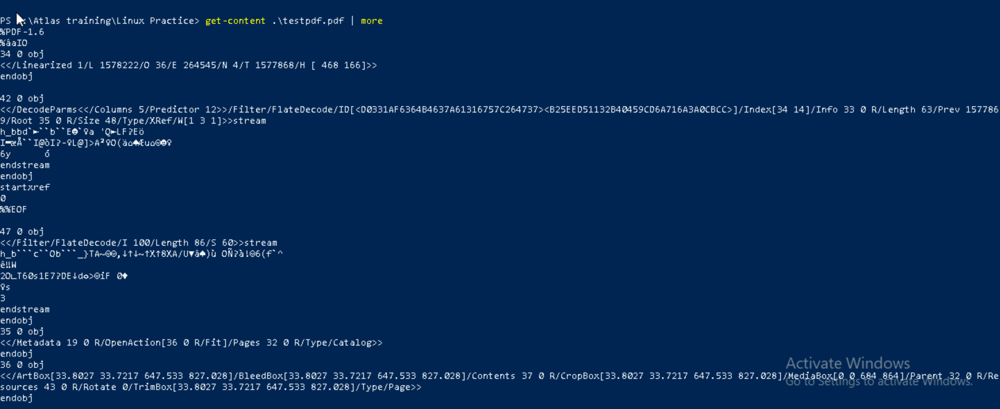 PS :\Atlas training\Linux Practice> get-content .\testpdf.pdf | more
%PDF-1.6
%âaIO
34 0 obj
<</Linearized 1/L 1578222/O 36/E 264545/N 4/T 1577868/H [ 468 166]>>
endobj
42 0 obj
<</DecodeParms<</Columns 5/Predictor 12>>/Filter/FlateDecode/ID[<D0331AF6364B4637A61316757C264737><B25EED51132B40459CD6A716A3A0CBCC>]/Index[34 14]/Info 33 0 R/Length 63/Prev 157786
9/Root 35 0 R/Size 48/Type/XRef/W[1 3 1]>>stream
h_bbd`►``b``E☻`♀a 'Q►LF?Eö
I▬æÅ``I@òI?-♀L@]>A²♀O(ä⌂♠Æu⌂☺☻♀
6y      ó
endstream
endobj
startxref
0
%%EOF
47 0 obj
<</Filter/FlateDecode/I 100/Length 86/S 60>>stream
h_b```c``Ob```_}TA~☺☺,↓↑↓~↑X↑8XA/U▼â♠)ù OÑ?à!☺6(f`^
ê‼W
2O∟T60s1E7?DE↓d>☺iF 0♦
♀s
3
endstream
endobj
35 0 obj
<</Metadata 19 0 R/OpenAction[36 0 R/Fit]/Pages 32 0 R/Type/Catalog>>
endobj
36 0 obj
<</ArtBox[33.8027 33.7217 647.533 827.028]/BleedBox[33.8027 33.7217 647.533 827.028]/Contents 37 0 R/CropBox[33.8027 33.7217 647.533 827.028]/MediaBox[0 0 684 864]/Parent 32 0 R/Re
sources 43 0 R/Rotate 0/TrimBox[33.8027 33.7217 647.533 827.028]/Type/Page>>
endobj
Activate Windows
Go to Settings to activate Windows.